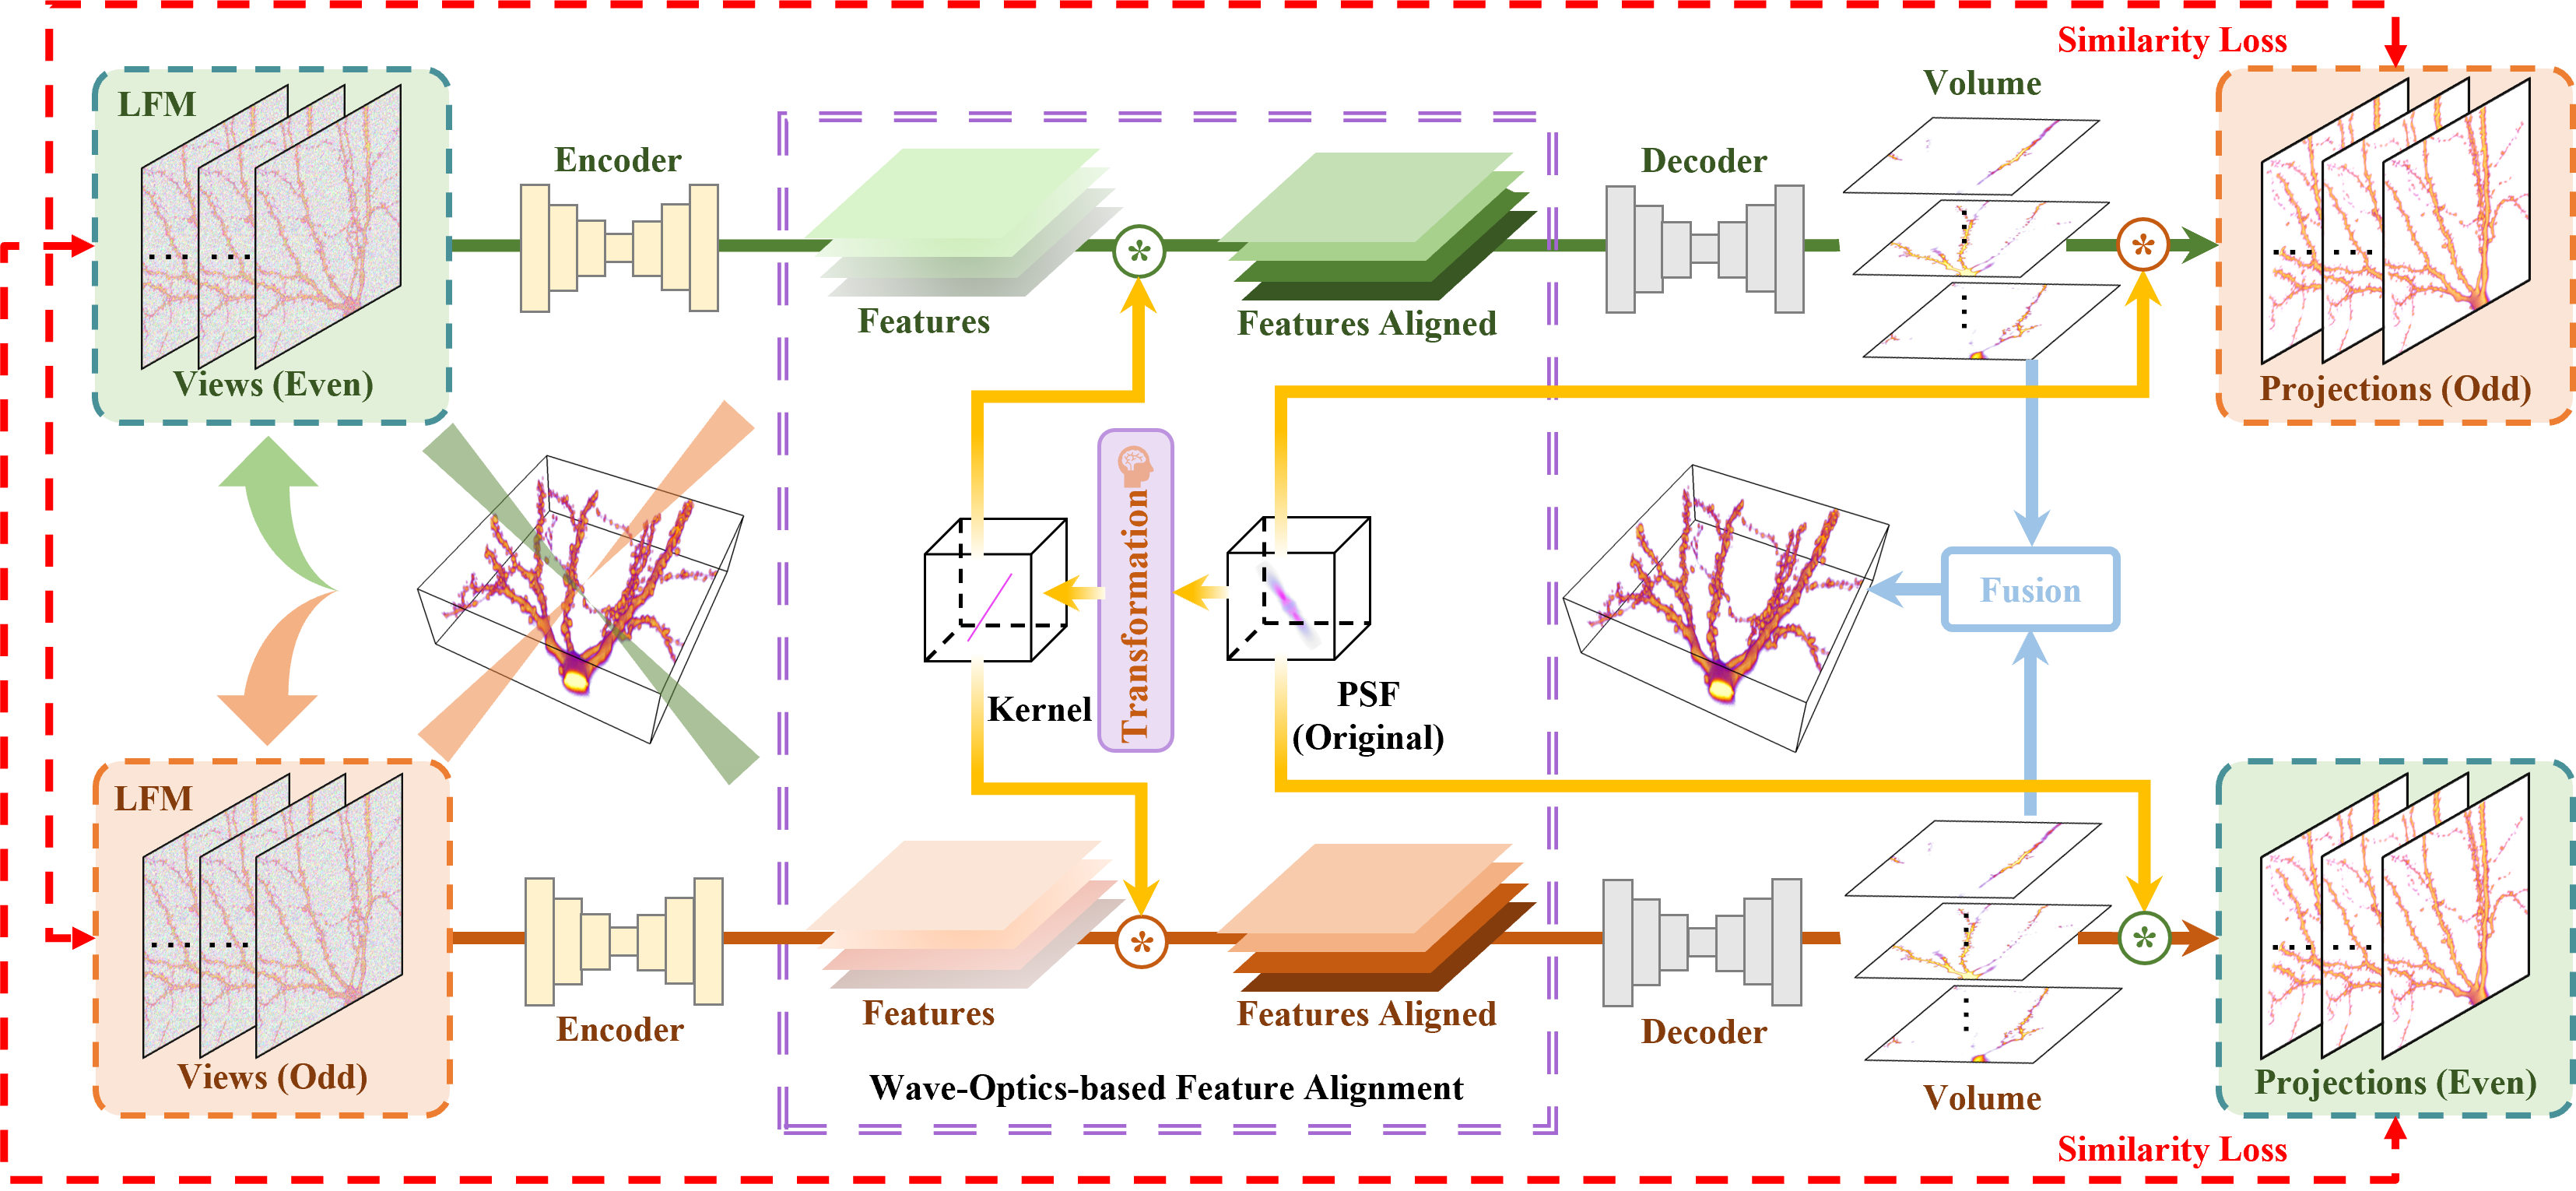 Similarity Loss
LFM
Views (Even)
Encoder
Features
Features Aligned
Decoder
Volume
Projections (Odd)
Transformation
Kernel
PSF
(Original)
Fusion
LFM
Views (Odd)
Encoder
Features
Features Aligned
Decoder
Volume
Projections (Even)
Wave-Optics-based Feature Alignment
Similarity Loss